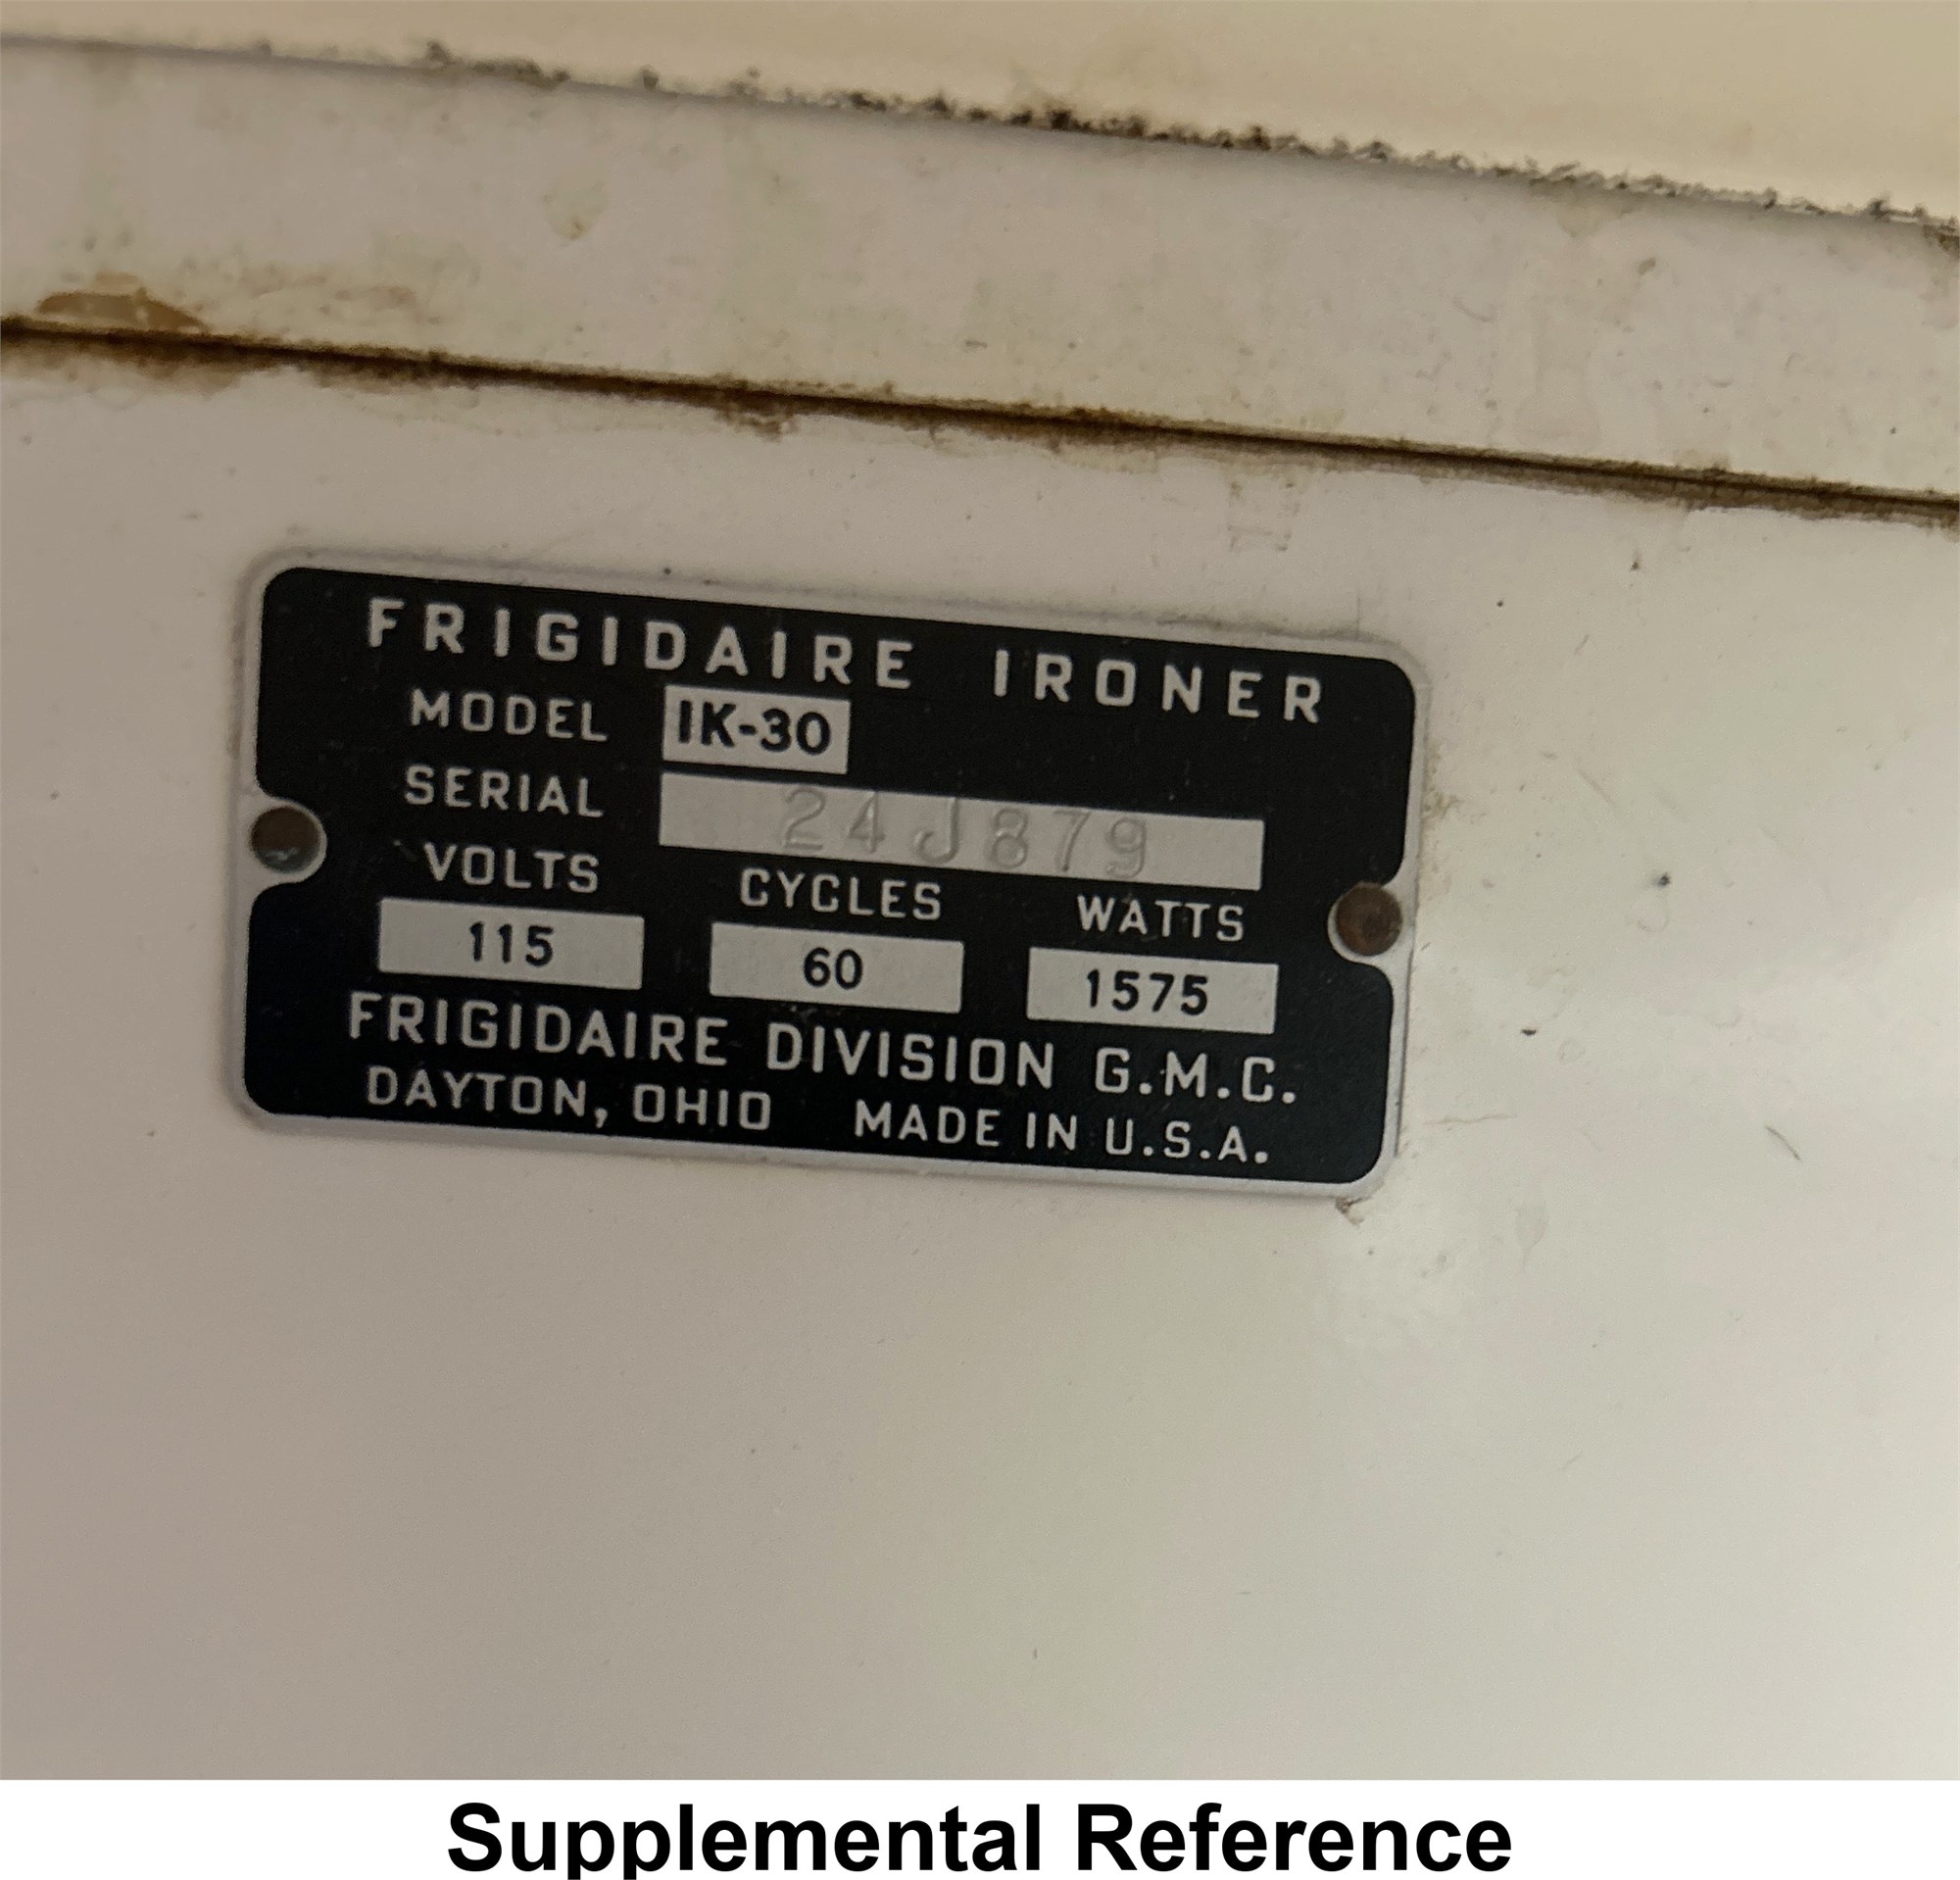 FRIGIDAIRE IRONER
MODEL IK-30
SERIAL 24J879
VOLTS CYCLES WATTS
115 60 1575
FRIGIDAIRE DIVISION G.M.C.
DAYTON, OHIO MADE IN U.S.A.
Supplemental Reference